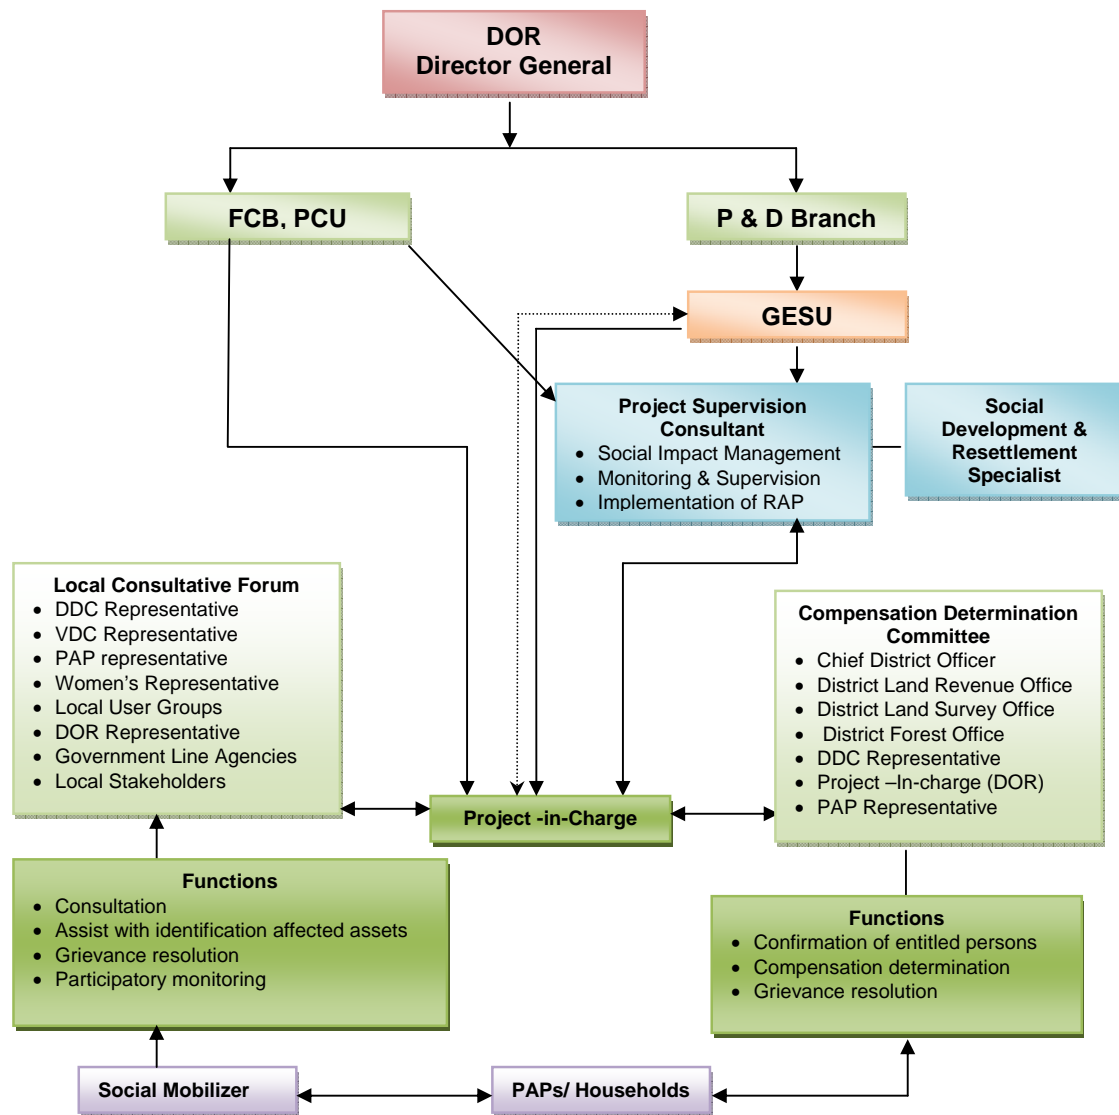 DOR
Director General
FCB, PCU
P & D Branch
GESU
Project Supervision
Consultant
• Social Impact Management
• Monitoring & Supervision
• Implementation of RAP
Social
Development &
Resettlement
Specialist
Local Consultative Forum
• DDC Representative
• VDC Representative
• PAP representative
• Women’s Representative
• Local User Groups
• DOR Representative
• Government Line Agencies
• Local Stakeholders
Compensation Determination
Committee
• Chief District Officer
• District Land Revenue Office
• District Land Survey Office
• District Forest Office
• DDC Representative
• Project –In-charge (DOR)
• PAP Representative
Project -in-Charge
Functions
• Consultation
• Assist with identification affected assets
• Grievance resolution
• Participatory monitoring
Functions
• Confirmation of entitled persons
• Compensation determination
• Grievance resolution
Social Mobilizer
PAPs/ Households